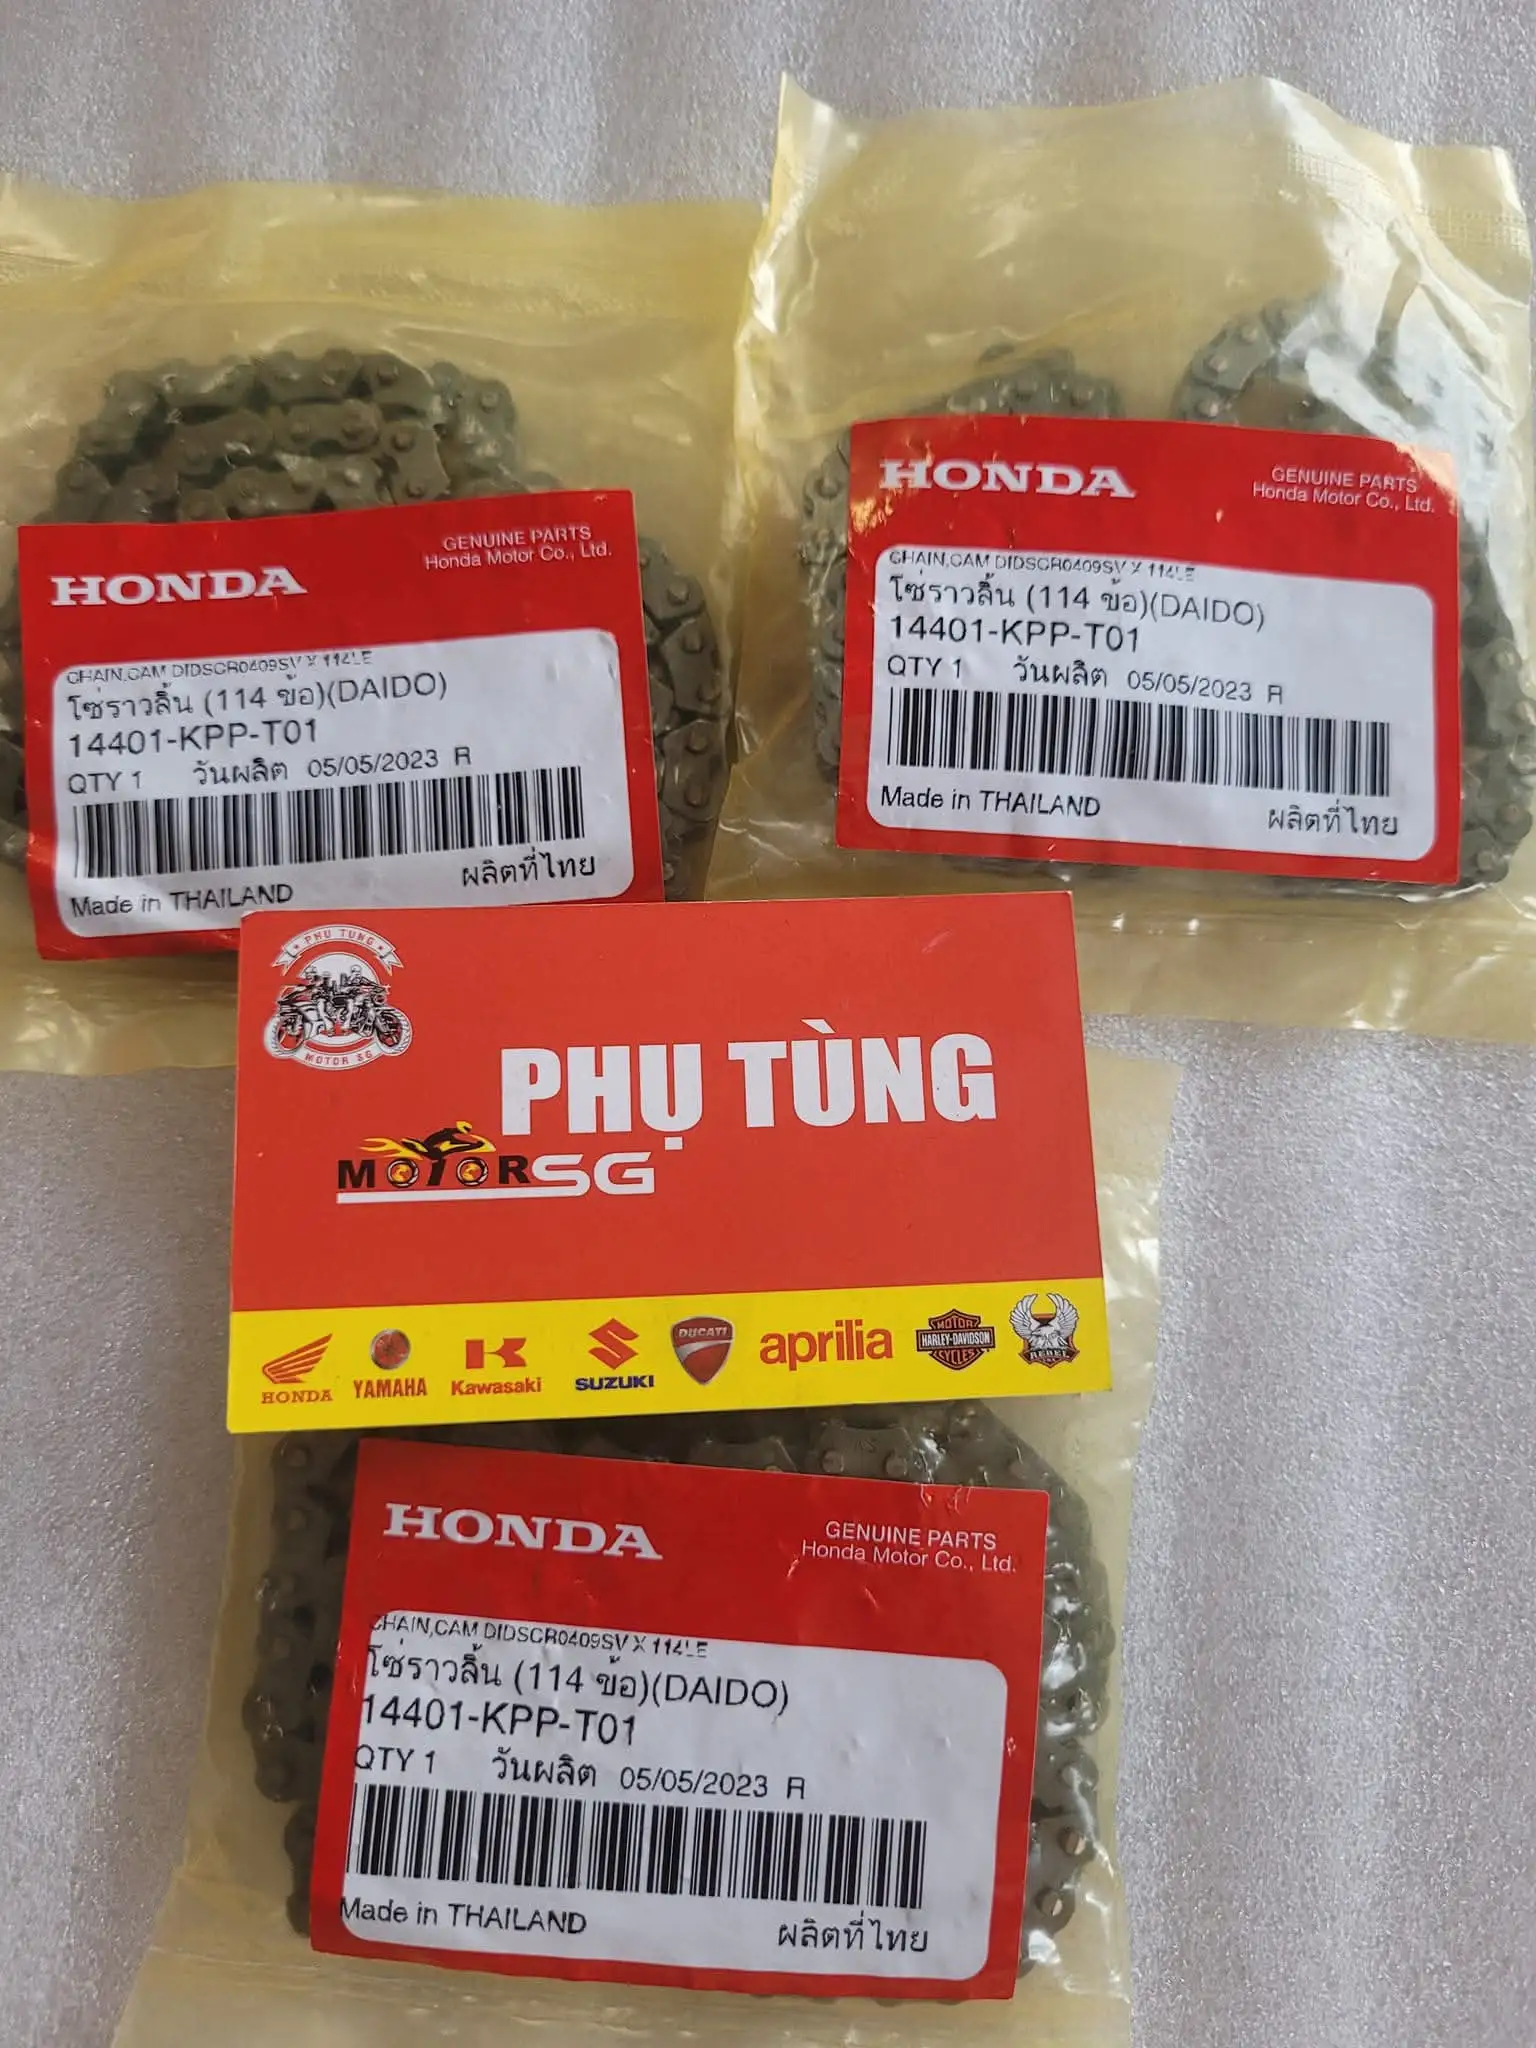 HONDA
GENUINE PARTS
Honda Motor Co., Ltd.
CHAIN,CAM DIDSCR0409SV X 114LE
โซ่ราวลิ้น (114 ข้อ)(DAIDO)
14401-KPP-T01
QTY 1 วันผลิต 05/05/2023 R
Made in THAILAND ผลิตที่ไทย
HONDA
GENUINE PARTS
Honda Motor Co., Ltd.
CHAIN,CAM DIDSCR0409SV X 114LE
โซ่ราวลิ้น (114 ข้อ)(DAIDO)
14401-KPP-T01
QTY 1 วันผลิต 05/05/2023 R
Made in THAILAND ผลิตที่ไทย
PHU TUNG
MOTOR SG
PHỤ TÙNG
MOTORSG
HONDA
YAMAHA
Kawasaki
SUZUKI
DUCATI
aprilia
MOTOR
HARLEY-DAVIDSON
CYCLES
REBEL
HONDA
GENUINE PARTS
Honda Motor Co., Ltd.
CHAIN,CAM DIDSCR0409SV X 114LE
โซ่ราวลิ้น (114 ข้อ)(DAIDO)
14401-KPP-T01
QTY 1 วันผลิต 05/05/2023 R
Made in THAILAND ผลิตที่ไทย